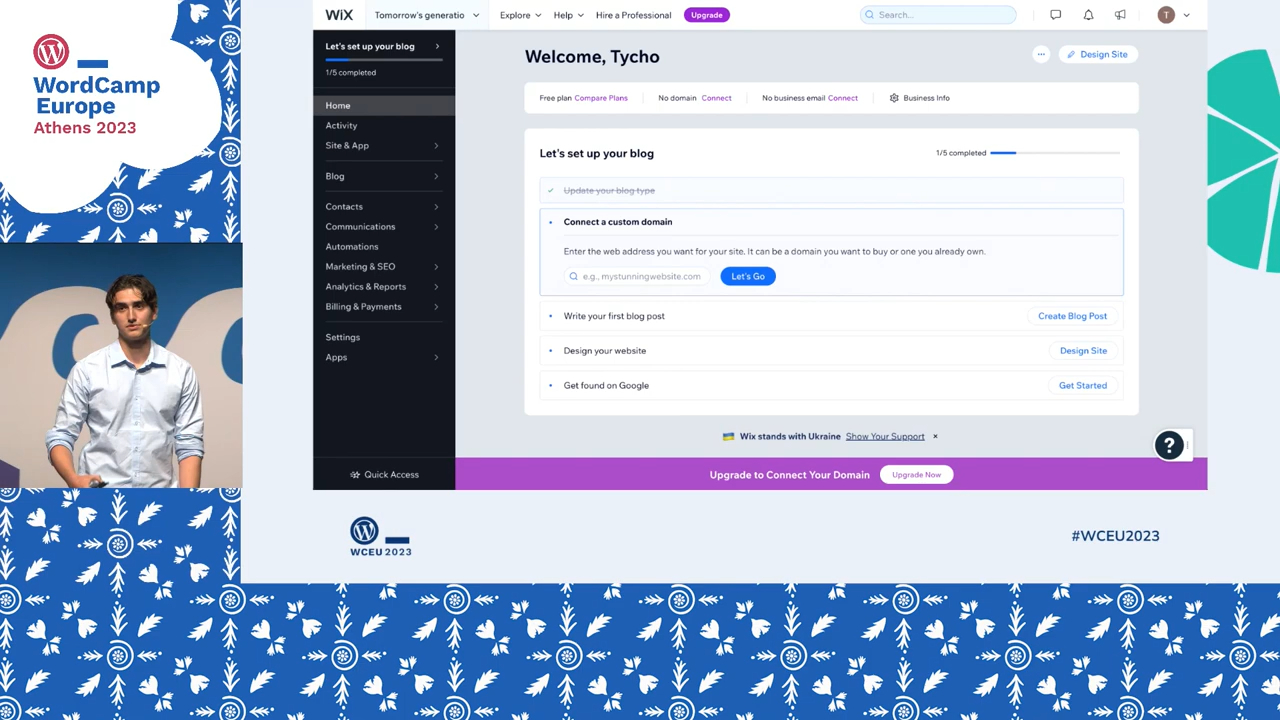 WordCamp
Europe
Athens 2023
WiX
Tomorrow's generatio
Explore
Help
Hire a Professional
Upgrade
Search...
T
Let's set up your blog
1/5 completed
Home
Activity
Site & App
Blog
Contacts
Communications
Automations
Marketing & SEO
Analytics & Reports
Billing & Payments
Settings
Apps
Quick Access
Welcome, Tycho
Design Site
Free plan Compare Plans
No domain Connect
No business email Connect
Business Info
Let's set up your blog
1/5 completed
Update your blog type
Connect a custom domain
Enter the web address you want for your site. It can be a domain you want to buy or one you already own.
e.g., mystunningwebsite.com
Let's Go
Write your first blog post
Create Blog Post
Design your website
Design Site
Get found on Google
Get Started
Wix stands with Ukraine Show Your Support ×
?
Upgrade to Connect Your Domain
Upgrade Now
WCEU 2023
#WCEU2023